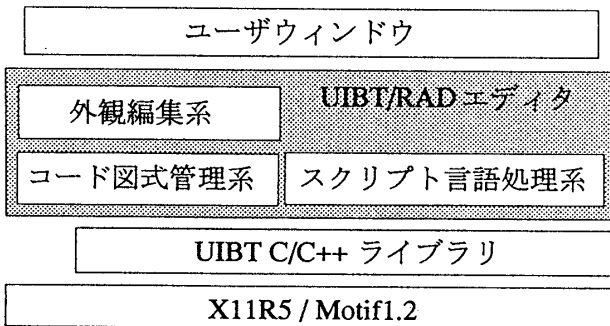 ユーザウィンドウ
UIBT/RADエディタ
外観編集系
コード図式管理系
スクリプト言語処理系
UIBT C/C++ ライブラリ
X11R5 / Motif1.2